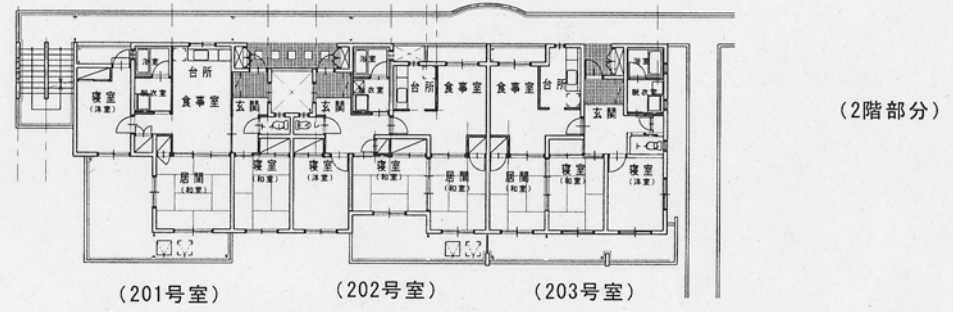 浴室
脱衣室
台所
食事室
寝室
(洋室)
玄関
居間
(和室)
寝室
(和室)
玄関
浴室
脱衣室
台所
食事室
寝室
(洋室)
寝室
(和室)
居間
(和室)
食事室
台所
玄関
浴室
脱衣室
居間
(和室)
寝室
(和室)
寝室
(洋室)
(2階部分)
(201号室)
(202号室)
(203号室)